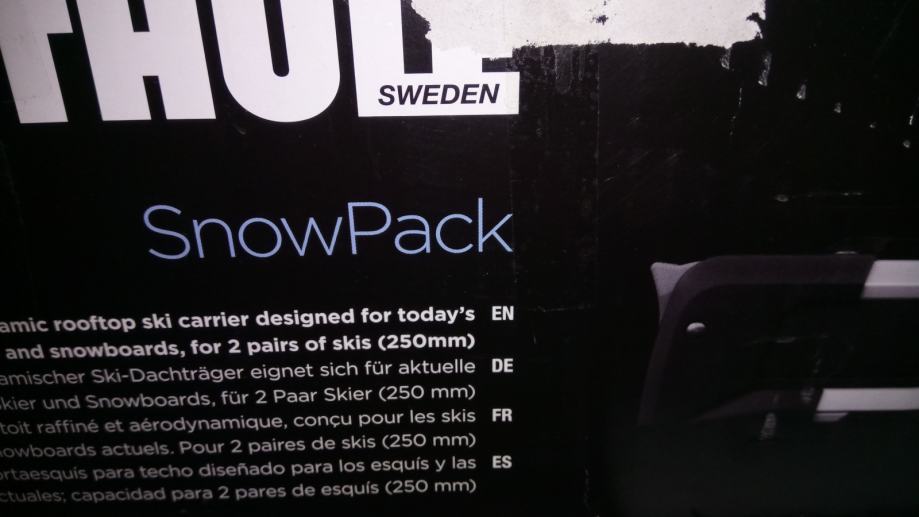 THULE
SWEDEN
SnowPack
amic rooftop ski carrier designed for today's EN
and snowboards, for 2 pairs of skis (250mm)
amischer Ski-Dachträger eignet sich für aktuelle DE
kier und Snowboards, für 2 Paar Skier (250 mm)
toit raffiné et aérodynamique, conçu pour les skis FR
nowboards actuels. Pour 2 paires de skis (250 mm)
ortaesquís para techo diseñado para los esquís y las ES
ctuales; capacidad para 2 pares de esquís (250 mm)